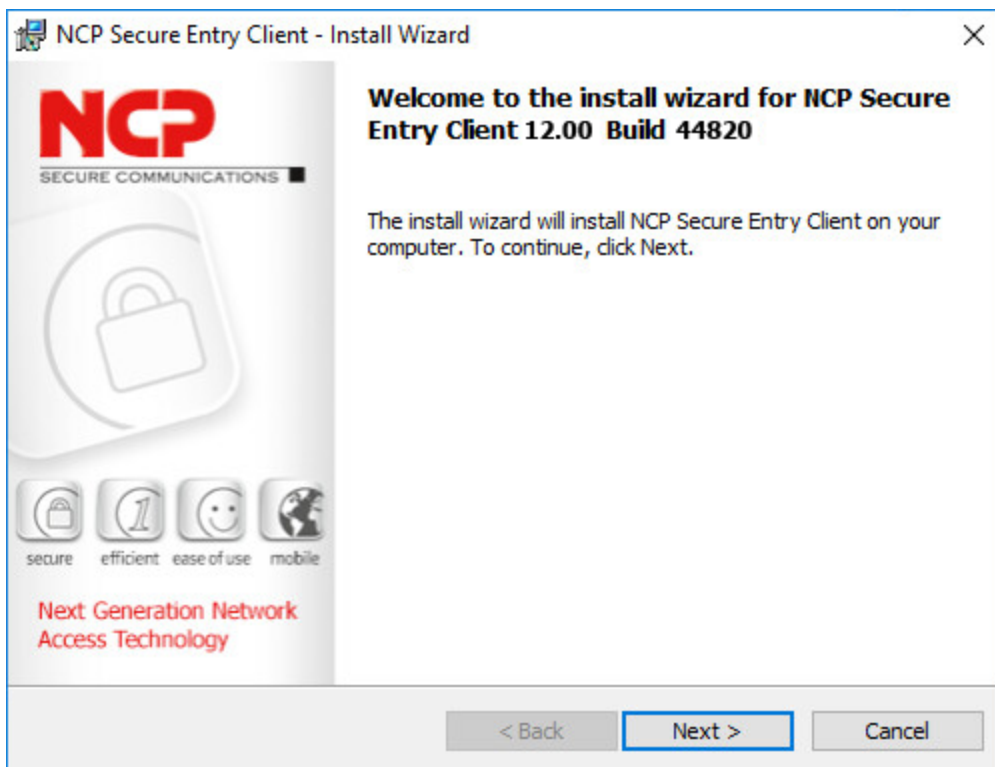 NCP Secure Entry Client - Install Wizard
NCP
SECURE COMMUNICATIONS
Welcome to the install wizard for NCP Secure
Entry Client 12.00 Build 44820
The install wizard will install NCP Secure Entry Client on your
computer. To continue, click Next.
1
secure efficient ease of use mobile
Next Generation Network
Access Technology
< Back Next > Cancel